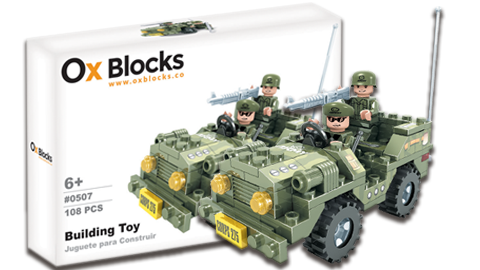 Ox Blocks
www.oxblocks.co
Ox Blocks
6+
#0507
108 PCS
Building Toy
Juguete para Construir